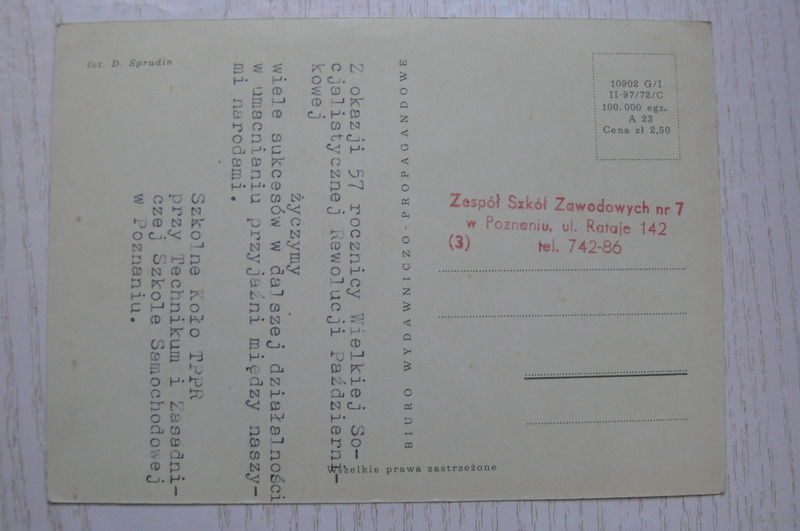 fot. D. Sprudin
Z okazji 57 rocznicy Wielkiej So-
cjalistycznej Rewolucji Październi-
kowej
życzymy
wiele sukcesów w dalszej działalności
w umacnianiu przyjaźni między naszy-
mi narodami.
Szkolne Koło TPPR
przy Technikum i Zasadni-
czej Szkole Samochodowej
w Poznaniu.
BIURO WYDAWNICZO-PROPAGANDOWE
10902 G/I
II-97/72/C
100.000 egz.
A 23
Cena zł 2,50
Zespół Szkół Zawodowych nr 7
w Poznaniu, ul. Rataje 142
(3) tel. 742-86
Wszelkie prawa zastrzeżone